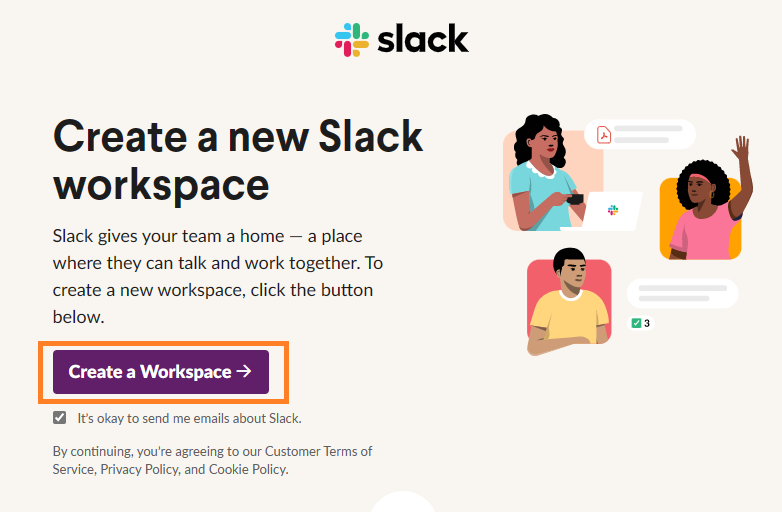 slack
Create a new Slack
workspace
Slack gives your team a home — a place
where they can talk and work together. To
create a new workspace, click the button
below.
Create a Workspace →
It's okay to send me emails about Slack.
By continuing, you're agreeing to our Customer Terms of
Service, Privacy Policy, and Cookie Policy.
3